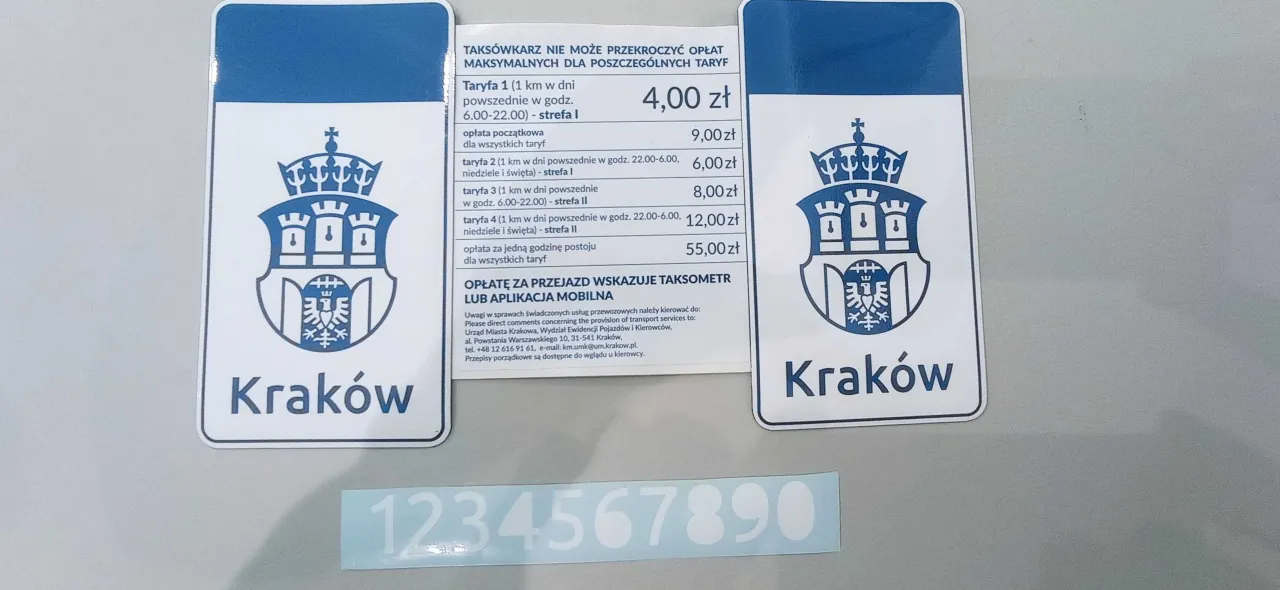 Kraków
TAKSÓWKARZ NIE MOŻE PRZEKROCZYĆ OPŁAT
MAKSYMALNYCH DLA POSZCZEGÓLNYCH TARYF
Taryfa 1 (1 km w dni
powszednie w godz.
6.00-22.00) - strefa I
4,00 zł
opłata początkowa
dla wszystkich taryf
9,00 zł
taryfa 2 (1 km w dni powszednie w godz. 22.00-6.00,
niedziele i święta) - strefa I
6,00 zł
taryfa 3 (1 km w dni powszednie
w godz. 6.00-22.00) - strefa II
8,00 zł
taryfa 4 (1 km w dni powszednie w godz. 22.00-6.00,
niedziele i święta) - strefa II
12,00 zł
opłata za jedną godzinę postoju
dla wszystkich taryf
55,00 zł
OPŁATĘ ZA PRZEJAZD WSKAZUJE TAKSOMETR
LUB APLIKACJA MOBILNA
Uwagi w sprawach świadczonych usług przewozowych należy kierować do:
Please direct comments concerning the provision of transport services to:
Urząd Miasta Krakowa, Wydział Ewidencji Pojazdów i Kierowców,
al. Powstania Warszawskiego 10, 31-541 Kraków,
tel. +48 12 616 91 61, e-mail: km.umk@um.krakow.pl.
Przepisy porządkowe są dostępne do wglądu u kierowcy.
Kraków
1234567890